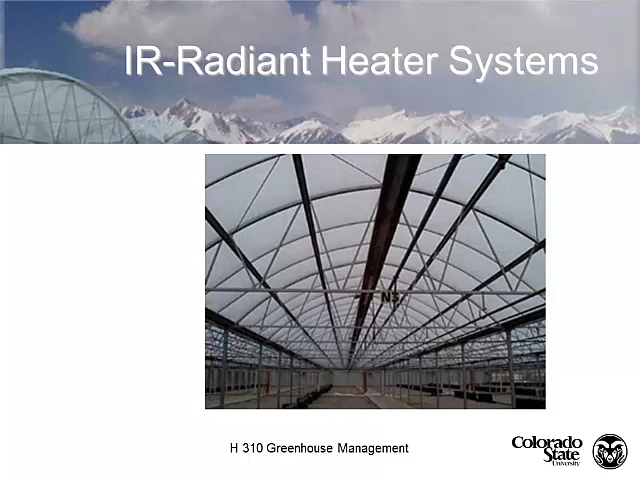 IR-Radiant Heater Systems
H 310 Greenhouse Management
Colorado
State
University